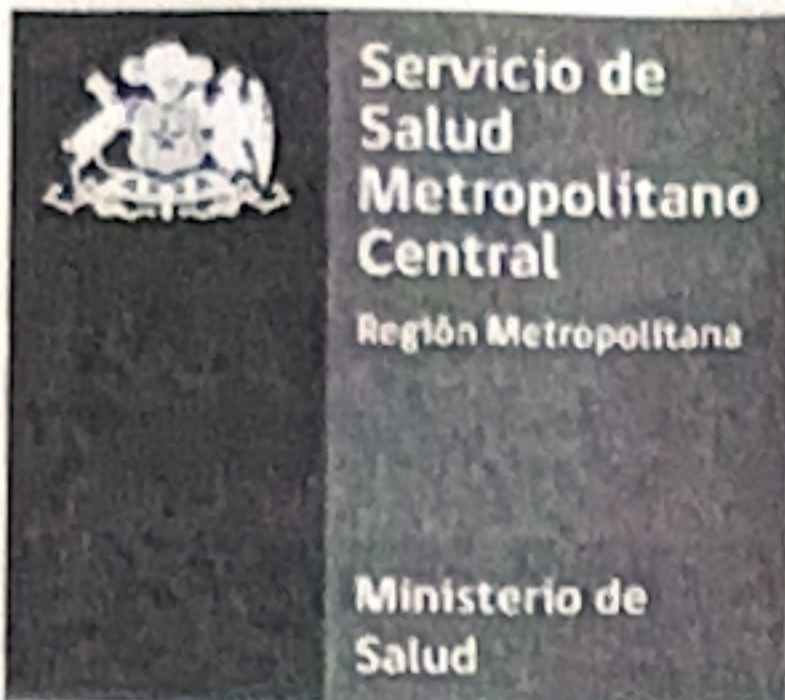 Servicio de
Salud
Metropolitano
Central
Región Metropolitana
Ministerio de
Salud